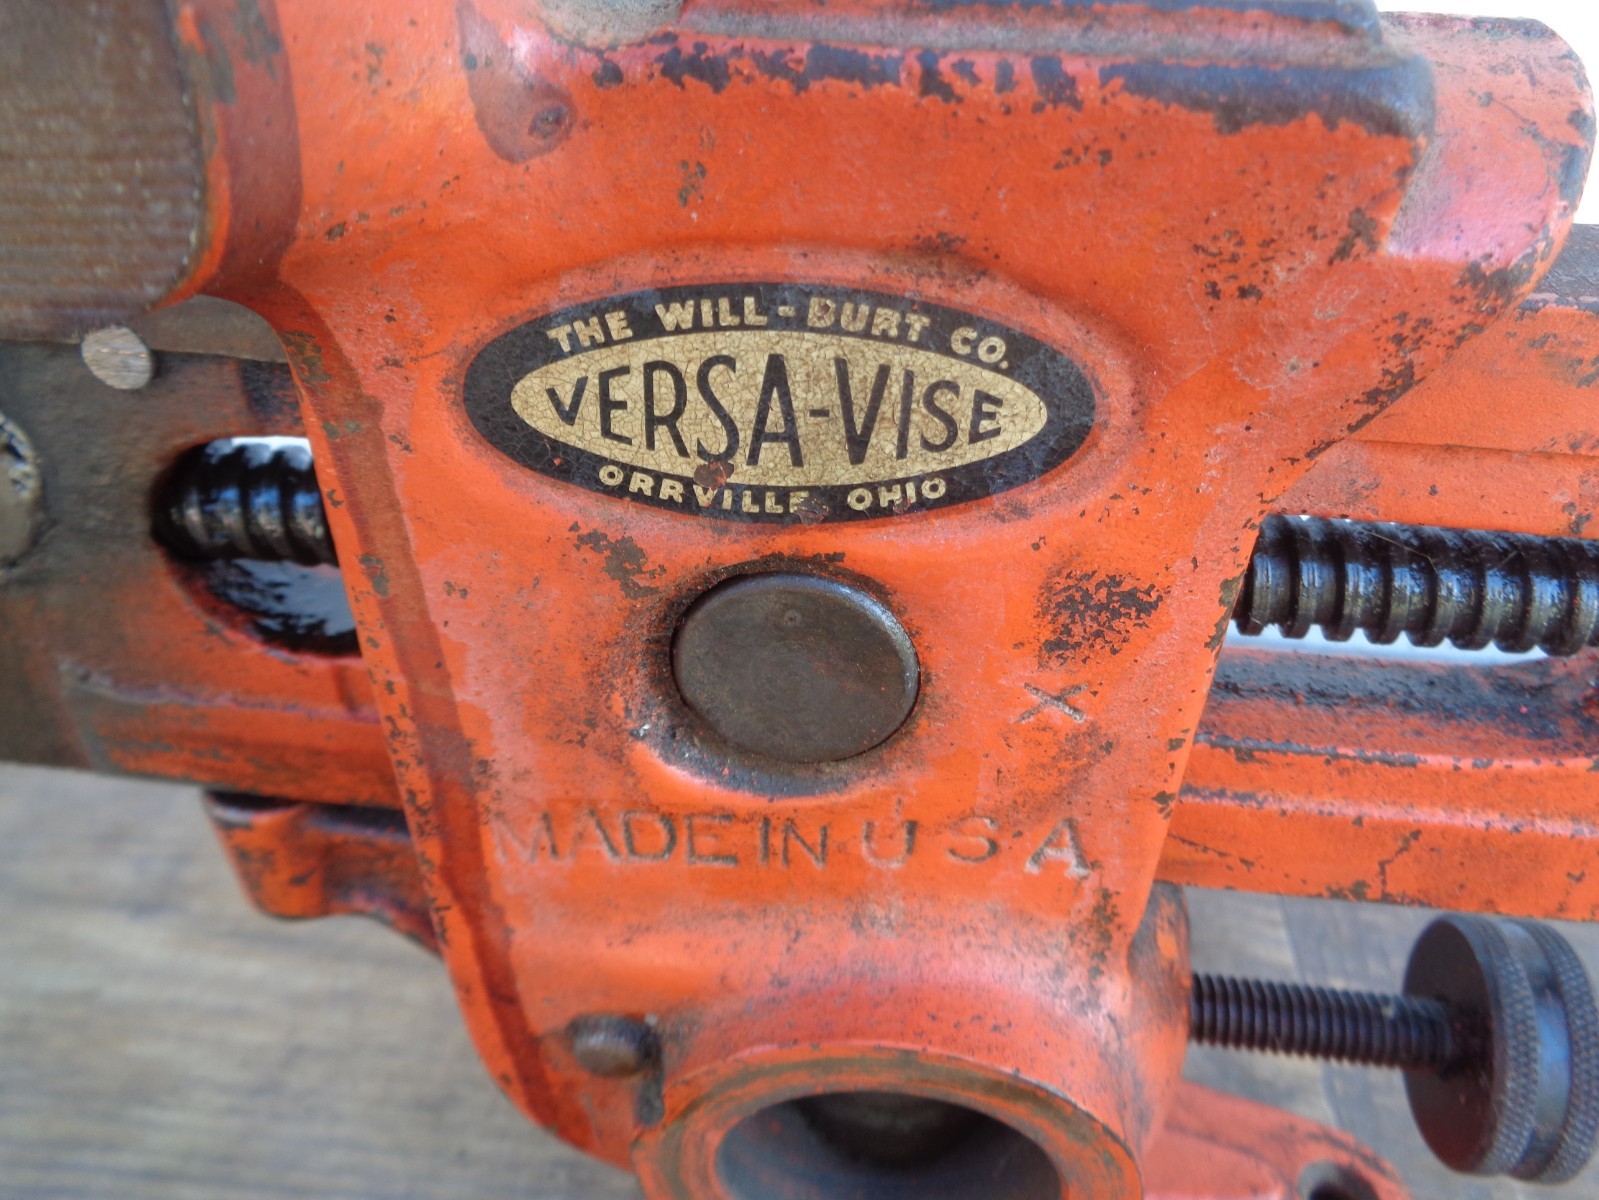 THE WILL-BURT CO.
VERSA-VISE
ORRVILLE OHIO
X
MADE IN U S A